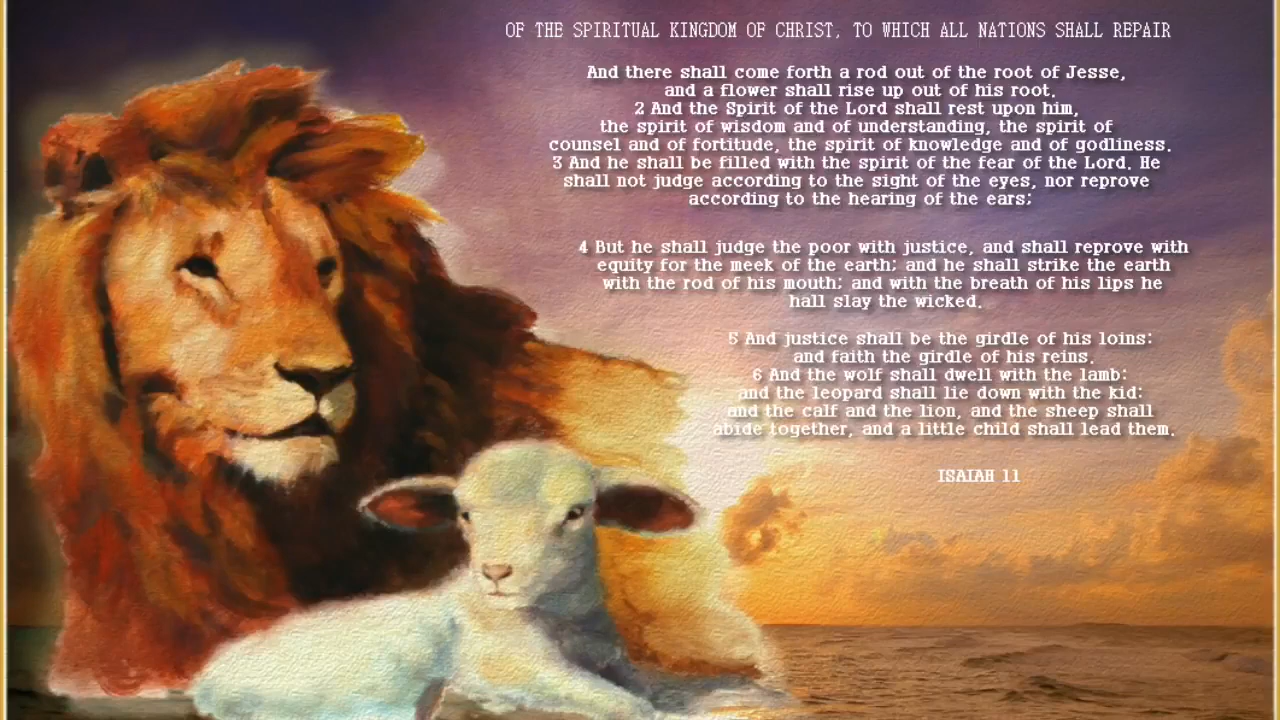 OF THE SPIRITUAL KINGDOM OF CHRIST, TO WHICH ALL NATIONS SHALL REPAIR
And there shall come forth a rod out of the root of Jesse,
and a flower shall rise up out of his root.
2 And the Spirit of the Lord shall rest upon him,
the spirit of wisdom and of understanding, the spirit of
counsel and of fortitude, the spirit of knowledge and of godliness.
3 And he shall be filled with the spirit of the fear of the Lord. He
shall not judge according to the sight of the eyes, nor reprove
according to the hearing of the ears;
4 But he shall judge the poor with justice, and shall reprove with
equity for the meek of the earth; and he shall strike the earth
with the rod of his mouth; and with the breath of his lips he
hall slay the wicked.
5 And justice shall be the girdle of his loins:
and faith the girdle of his reins.
6 And the wolf shall dwell with the lamb:
and the leopard shall lie down with the kid:
and the calf and the lion, and the sheep shall
abide together, and a little child shall lead them.
ISAIAH 11